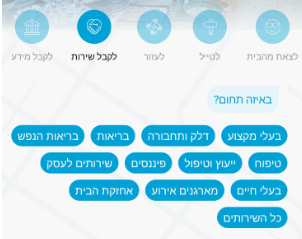 לצאת מהבית לטייל לעזור לקבל שירות לקבל מידע
באיזה תחום?
בעלי מקצוע דלק ותחבורה בריאות בריאות הנפש
טיפוח ייעוץ וטיפול פיננסים שירותים לעסק
בעלי חיים מארגנים אירוע אחזקת הבית
כל השירותים